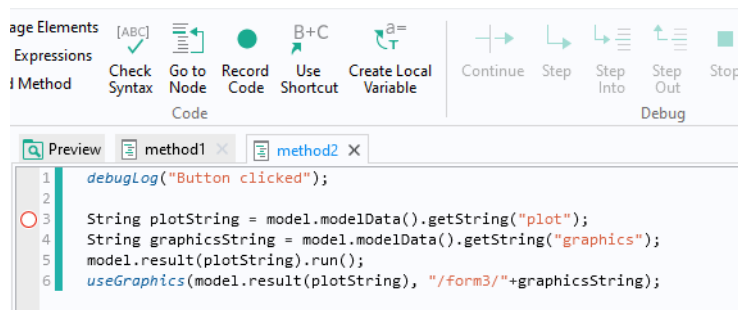 age Elements
Expressions
Method
[ABC]
Check Syntax
Go to Node
Record Code
B+C
Use Shortcut
a=
Create Local Variable
Continue
Step
Step Into
Step Out
Code
Debug
Preview
method1
method2
1 debugLog("Button clicked");
2
3 String plotString = model.modelData().getString("plot");
4 String graphicsString = model.modelData().getString("graphics");
5 model.result(plotString).run();
6 useGraphics(model.result(plotString), "/form3/"+graphicsString);